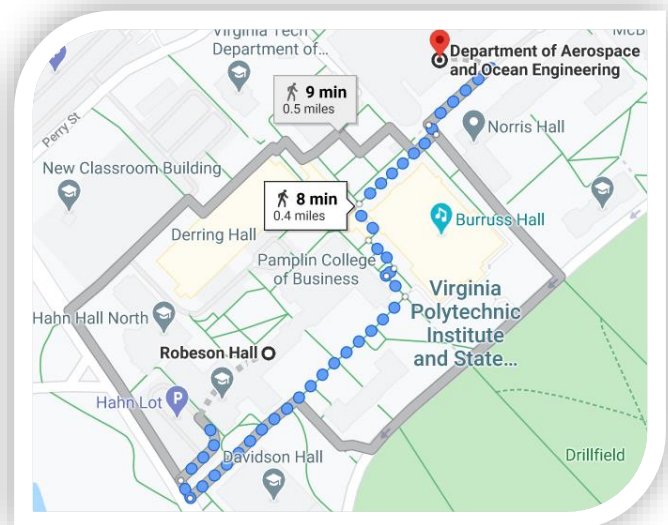 Virginia Tech
Department of...
McB
Department of Aerospace
and Ocean Engineering
9 min
0.5 miles
Perry St
Norris Hall
New Classroom Building
8 min
0.4 miles
Burruss Hall
Derring Hall
Pamplin College
of Business
Virginia
Polytechnic
Institute
and State...
Hahn Hall North
Robeson Hall
P
Hahn Lot
Davidson Hall
Drillfield